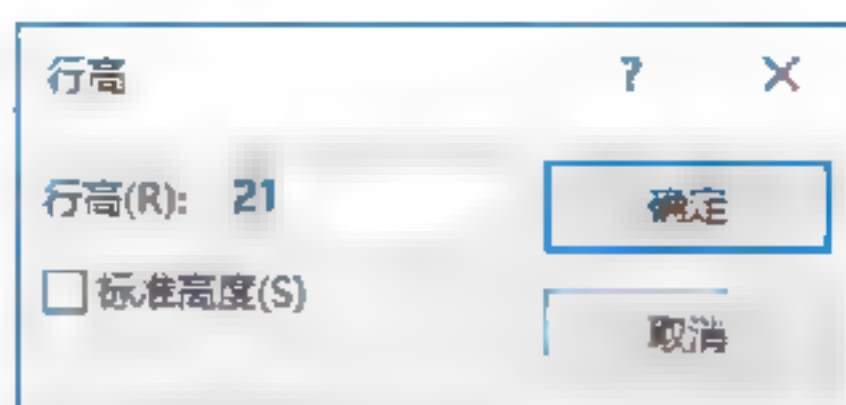 行高 ? ×
行高(R): 21
确定
标准高度(S)
取消